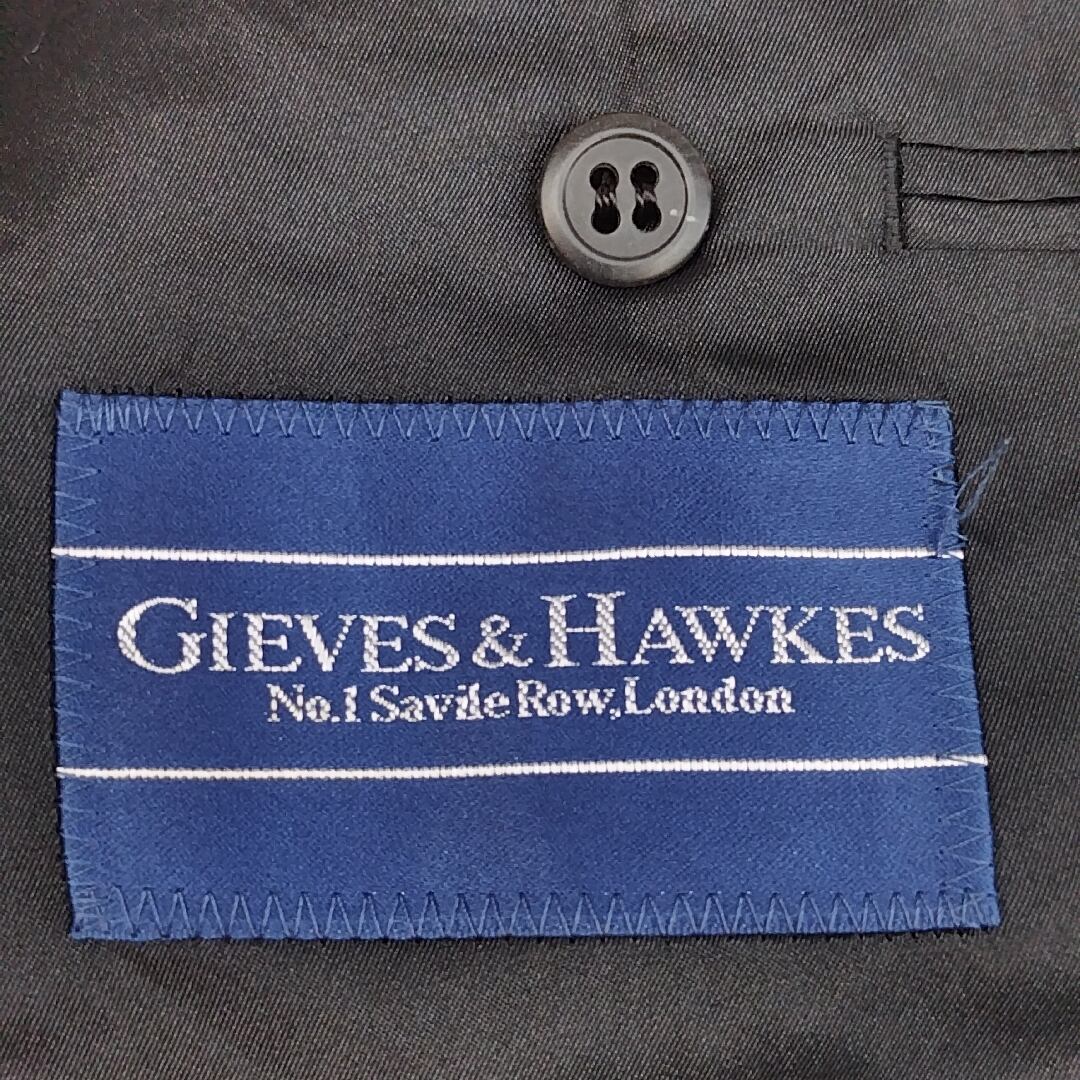 GIEVES & HAWKES
No.1 Savile Row, London